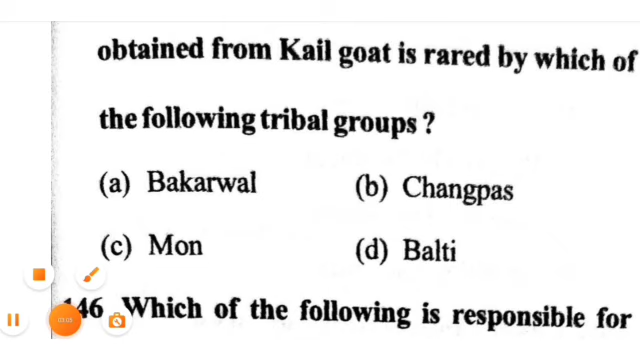 obtained from Kail goat is rared by which of
the following tribal groups ?
(a) Bakarwal (b) Changpas
(c) Mon (d) Balti
146 Which of the following is responsible for